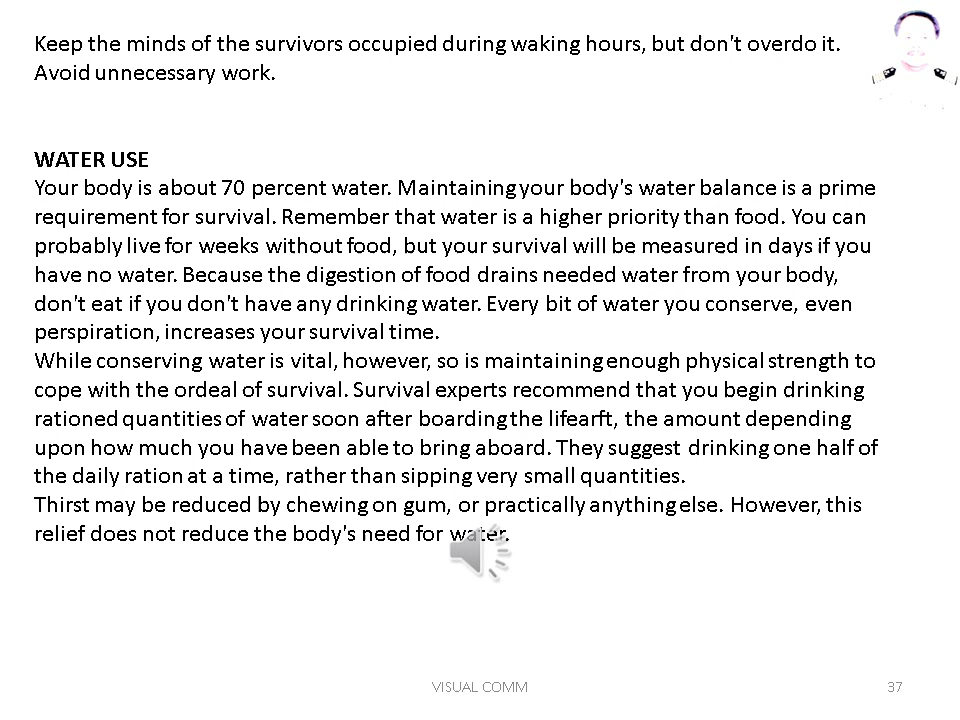 Keep the minds of the survivors occupied during waking hours, but don't overdo it.
Avoid unnecessary work.
WATER USE
Your body is about 70 percent water. Maintaining your body's water balance is a prime
requirement for survival. Remember that water is a higher priority than food. You can
probably live for weeks without food, but your survival will be measured in days if you
have no water. Because the digestion of food drains needed water from your body,
don't eat if you don't have any drinking water. Every bit of water you conserve, even
perspiration, increases your survival time.
While conserving water is vital, however, so is maintaining enough physical strength to
cope with the ordeal of survival. Survival experts recommend that you begin drinking
rationed quantities of water soon after boarding the lifearft, the amount depending
upon how much you have been able to bring aboard. They suggest drinking one half of
the daily ration at a time, rather than sipping very small quantities.
Thirst may be reduced by chewing on gum, or practically anything else. However, this
relief does not reduce the body's need for water.
VISUAL COMM
37